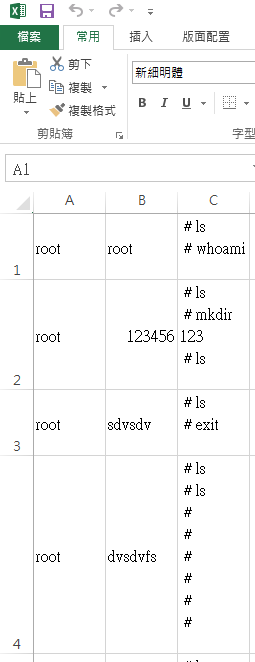 檔案 常用 插入 版面配置
剪下
複製
貼上
複製格式
新細明體
B I U
剪貼簿 字型
A1
A B C
# ls
root root # whoami
1
# ls
# mkdir
root 123456 123
# ls
2
# ls
root sdvsdv # exit
3
# ls
# ls
#
#
root dvsdvfs #
#
#
#
4